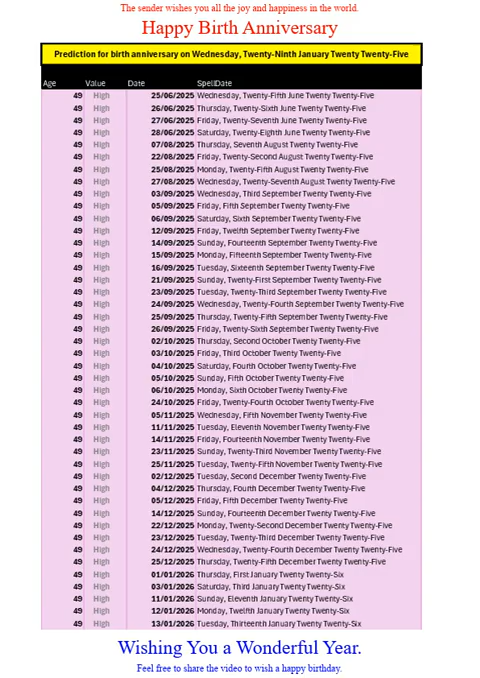 The sender wishes you all the joy and happiness in the world.
Happy Birth Anniversary
Prediction for birth anniversary on Wednesday, Twenty-Ninth January Twenty Twenty-Five
Age Value Date SpellDate
49 High 25/06/2025 Wednesday, Twenty-Fifth June Twenty Twenty-Five
49 High 26/06/2025 Thursday, Twenty-Sixth June Twenty Twenty-Five
49 High 27/06/2025 Friday, Twenty-Seventh June Twenty Twenty-Five
49 High 28/06/2025 Saturday, Twenty-Eighth June Twenty Twenty-Five
49 High 07/08/2025 Thursday, Seventh August Twenty Twenty-Five
49 High 22/08/2025 Friday, Twenty-Second August Twenty Twenty-Five
49 High 25/08/2025 Monday, Twenty-Fifth August Twenty Twenty-Five
49 High 27/08/2025 Wednesday, Twenty-Seventh August Twenty Twenty-Five
49 High 03/09/2025 Wednesday, Third September Twenty Twenty-Five
49 High 05/09/2025 Friday, Fifth September Twenty Twenty-Five
49 High 06/09/2025 Saturday, Sixth September Twenty Twenty-Five
49 High 12/09/2025 Friday, Twelfth September Twenty Twenty-Five
49 High 14/09/2025 Sunday, Fourteenth September Twenty Twenty-Five
49 High 15/09/2025 Monday, Fifteenth September Twenty Twenty-Five
49 High 16/09/2025 Tuesday, Sixteenth September Twenty Twenty-Five
49 High 21/09/2025 Sunday, Twenty-First September Twenty Twenty-Five
49 High 23/09/2025 Tuesday, Twenty-Third September Twenty Twenty-Five
49 High 24/09/2025 Wednesday, Twenty-Fourth September Twenty Twenty-Five
49 High 25/09/2025 Thursday, Twenty-Fifth September Twenty Twenty-Five
49 High 26/09/2025 Friday, Twenty-Sixth September Twenty Twenty-Five
49 High 02/10/2025 Thursday, Second October Twenty Twenty-Five
49 High 03/10/2025 Friday, Third October Twenty Twenty-Five
49 High 04/10/2025 Saturday, Fourth October Twenty Twenty-Five
49 High 05/10/2025 Sunday, Fifth October Twenty Twenty-Five
49 High 06/10/2025 Monday, Sixth October Twenty Twenty-Five
49 High 24/10/2025 Friday, Twenty-Fourth October Twenty Twenty-Five
49 High 05/11/2025 Wednesday, Fifth November Twenty Twenty-Five
49 High 11/11/2025 Tuesday, Eleventh November Twenty Twenty-Five
49 High 14/11/2025 Friday, Fourteenth November Twenty Twenty-Five
49 High 23/11/2025 Sunday, Twenty-Third November Twenty Twenty-Five
49 High 25/11/2025 Tuesday, Twenty-Fifth November Twenty Twenty-Five
49 High 02/12/2025 Tuesday, Second December Twenty Twenty-Five
49 High 04/12/2025 Thursday, Fourth December Twenty Twenty-Five
49 High 05/12/2025 Friday, Fifth December Twenty Twenty-Five
49 High 14/12/2025 Sunday, Fourteenth December Twenty Twenty-Five
49 High 22/12/2025 Monday, Twenty-Second December Twenty Twenty-Five
49 High 23/12/2025 Tuesday, Twenty-Third December Twenty Twenty-Five
49 High 24/12/2025 Wednesday, Twenty-Fourth December Twenty Twenty-Five
49 High 25/12/2025 Thursday, Twenty-Fifth December Twenty Twenty-Five
49 High 01/01/2026 Thursday, First January Twenty Twenty-Six
49 High 03/01/2026 Saturday, Third January Twenty Twenty-Six
49 High 11/01/2026 Sunday, Eleventh January Twenty Twenty-Six
49 High 12/01/2026 Monday, Twelfth January Twenty Twenty-Six
49 High 13/01/2026 Tuesday, Thirteenth January Twenty Twenty-Six
Wishing You a Wonderful Year.
Feel free to share the video to wish a happy birthday.